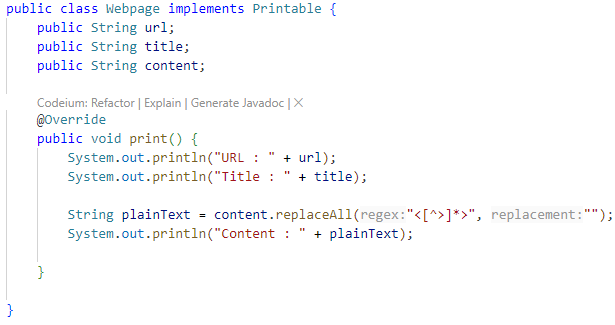 public class Webpage implements Printable {
public String url;
public String title;
public String content;
Codeium: Refactor | Explain | Generate Javadoc | ×
@Override
public void print() {
System.out.println("URL : " + url);
System.out.println("Title : " + title);
String plainText = content.replaceAll(regex:"<[^>]*>", replacement:"");
System.out.println("Content : " + plainText);
}
}